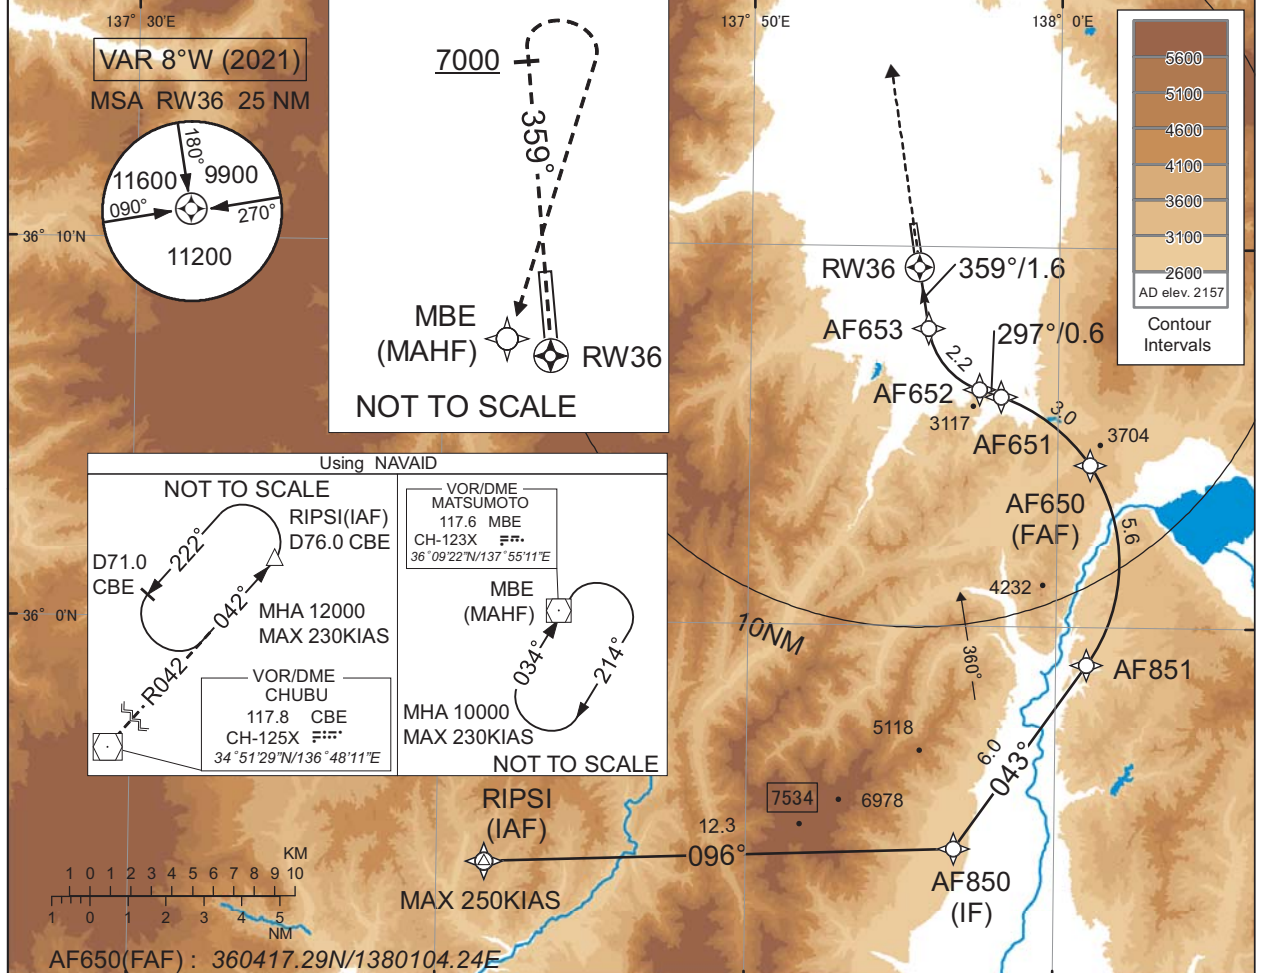 137° 30'E
137° 50'E
138° 0'E
VAR 8°W (2021)
MSA RW36 25 NM
180°
11600
9900
090°
270°
11200
36° 10'N
7000
359°
MBE
(MAHF)
RW36
NOT TO SCALE
5600
5100
4600
4100
3600
3100
2600
AD elev. 2157
Contour
Intervals
RW36
359°/1.6
AF653
297°/0.6
2.2
AF652
3117
3.0
AF651
3704
AF650
(FAF)
5.6
4232
10NM
360°
AF851
Using NAVAID
NOT TO SCALE
RIPSI(IAF)
D76.0 CBE
222°
D71.0
CBE
042°
MHA 12000
MAX 230KIAS
R042
VOR/DME
CHUBU
117.8 CBE
CH-125X
34°51'29"N/136°48'11"E
VOR/DME
MATSUMOTO
117.6 MBE
CH-123X
36°09'22"N/137°55'11"E
MBE
(MAHF)
034°
214°
MHA 10000
MAX 230KIAS
NOT TO SCALE
36° 0'N
5118
6.0
043°
7534
6978
RIPSI
(IAF)
12.3
096°
MAX 250KIAS
AF850
(IF)
KM
1 0 1 2 3 4 5 6 7 8 9 10
1 0 1 2 3 4 5
NM
AF650(FAF) : 360417.29N/1380104.24E